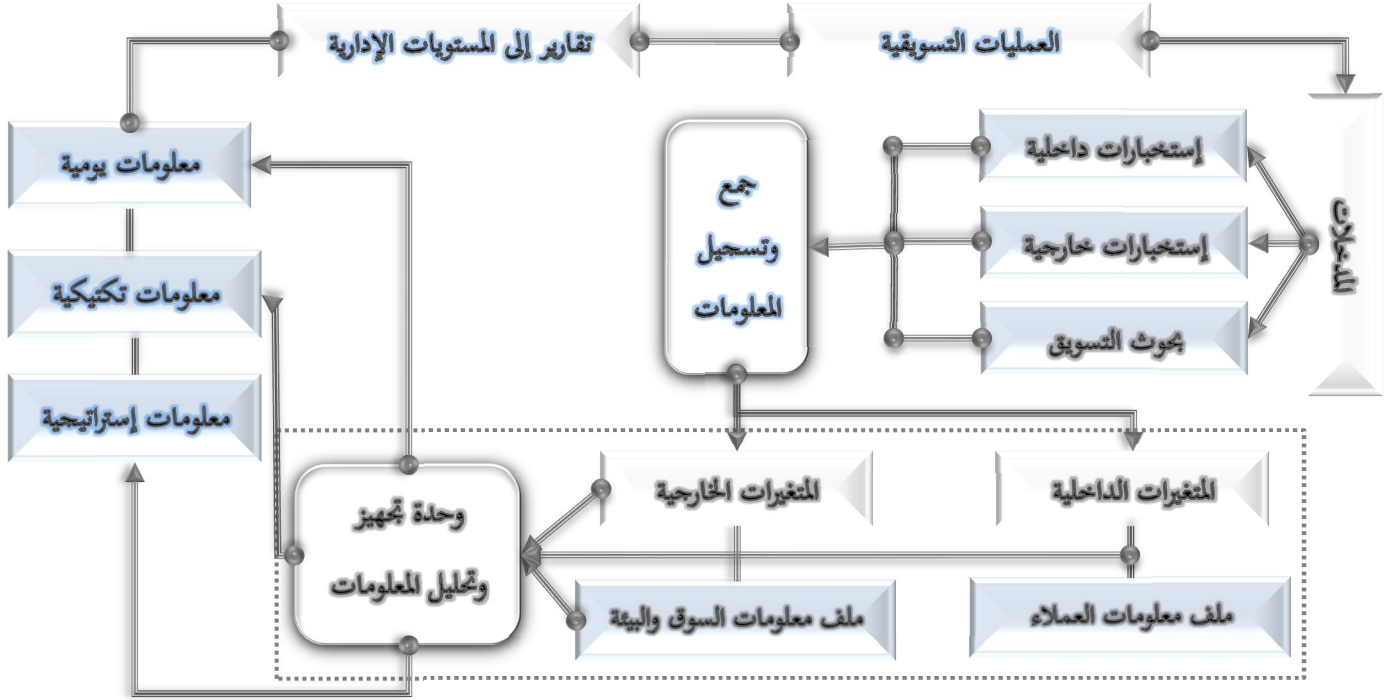 العمليات التسويقية
تقارير إلى المستويات الإدارية
المدخلات
إستخبارات داخلية
إستخبارات خارجية
بحوث التسويق
جمع
وتسجيل
المعلومات
معلومات يومية
معلومات تكتيكية
معلومات إستراتيجية
المتغيرات الداخلية
المتغيرات الخارجية
وحدة تجهيز
وتحليل المعلومات
ملف معلومات العملاء
ملف معلومات السوق والبيئة